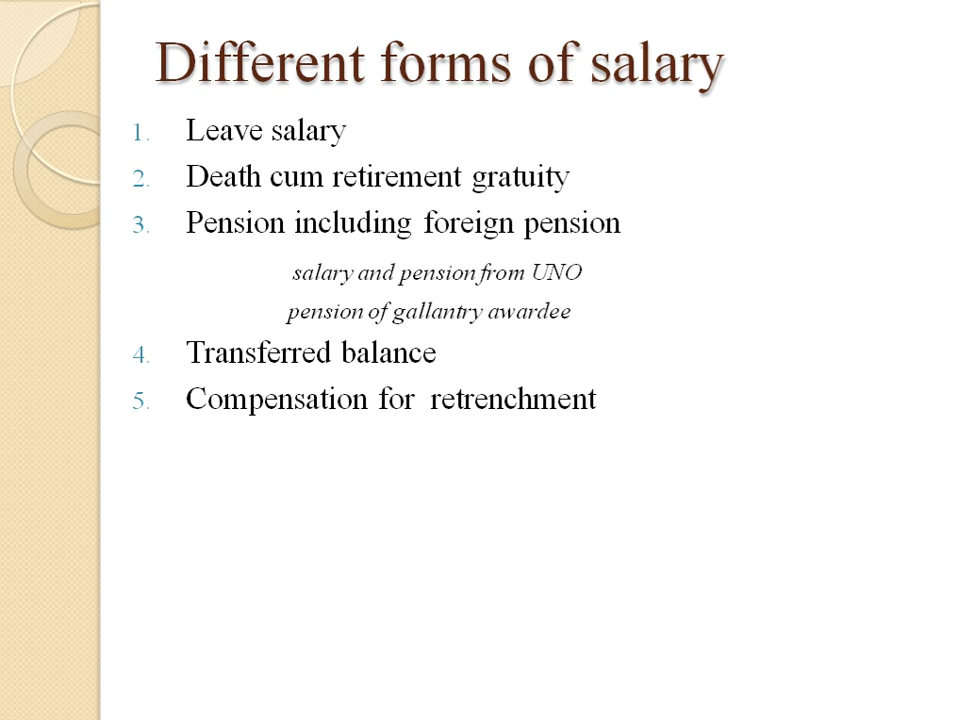 Different forms of salary
1. Leave salary
2. Death cum retirement gratuity
3. Pension including foreign pension
salary and pension from UNO
pension of gallantry awardee
4. Transferred balance
5. Compensation for retrenchment